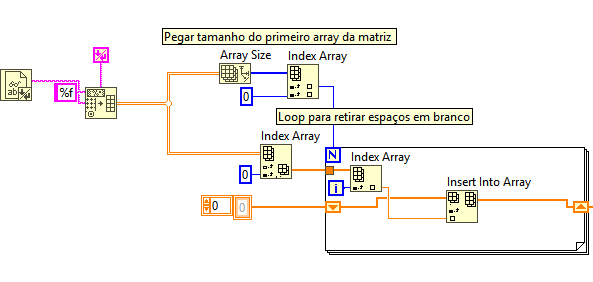 Pegar tamanho do primeiro array da matriz
Array Size
Index Array
%f
0
Loop para retirar espaços em branco
Index Array
N
Index Array
0
i
Insert Into Array
0
0
ab